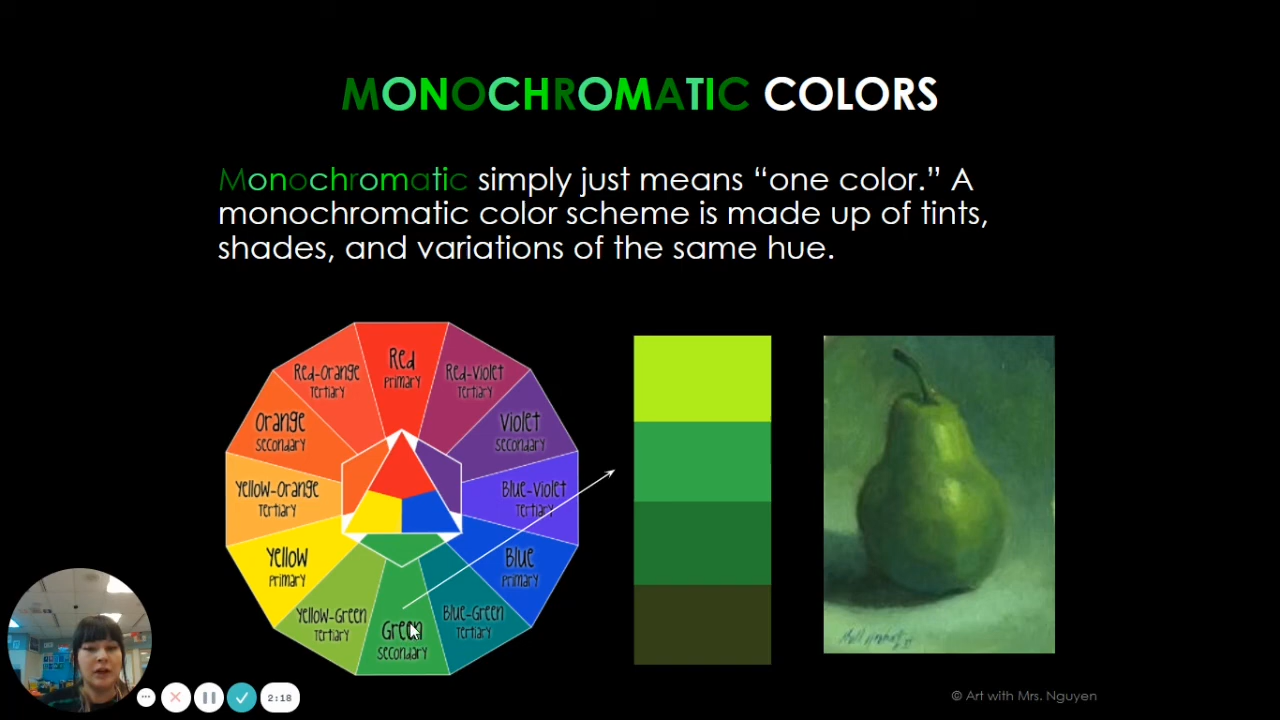 MONOCHROMATIC COLORS
Monochromatic simply just means “one color.” A
monochromatic color scheme is made up of tints,
shades, and variations of the same hue.
Red
Primary
Red-Orange
Tertiary
Red-Violet
Tertiary
Orange
Secondary
Violet
Secondary
Yellow-Orange
Tertiary
Blue-Violet
Tertiary
Yellow
Primary
Blue
Primary
Yellow-Green
Tertiary
Blue-Green
Tertiary
Green
Secondary
2:18
© Art with Mrs. Nguyen